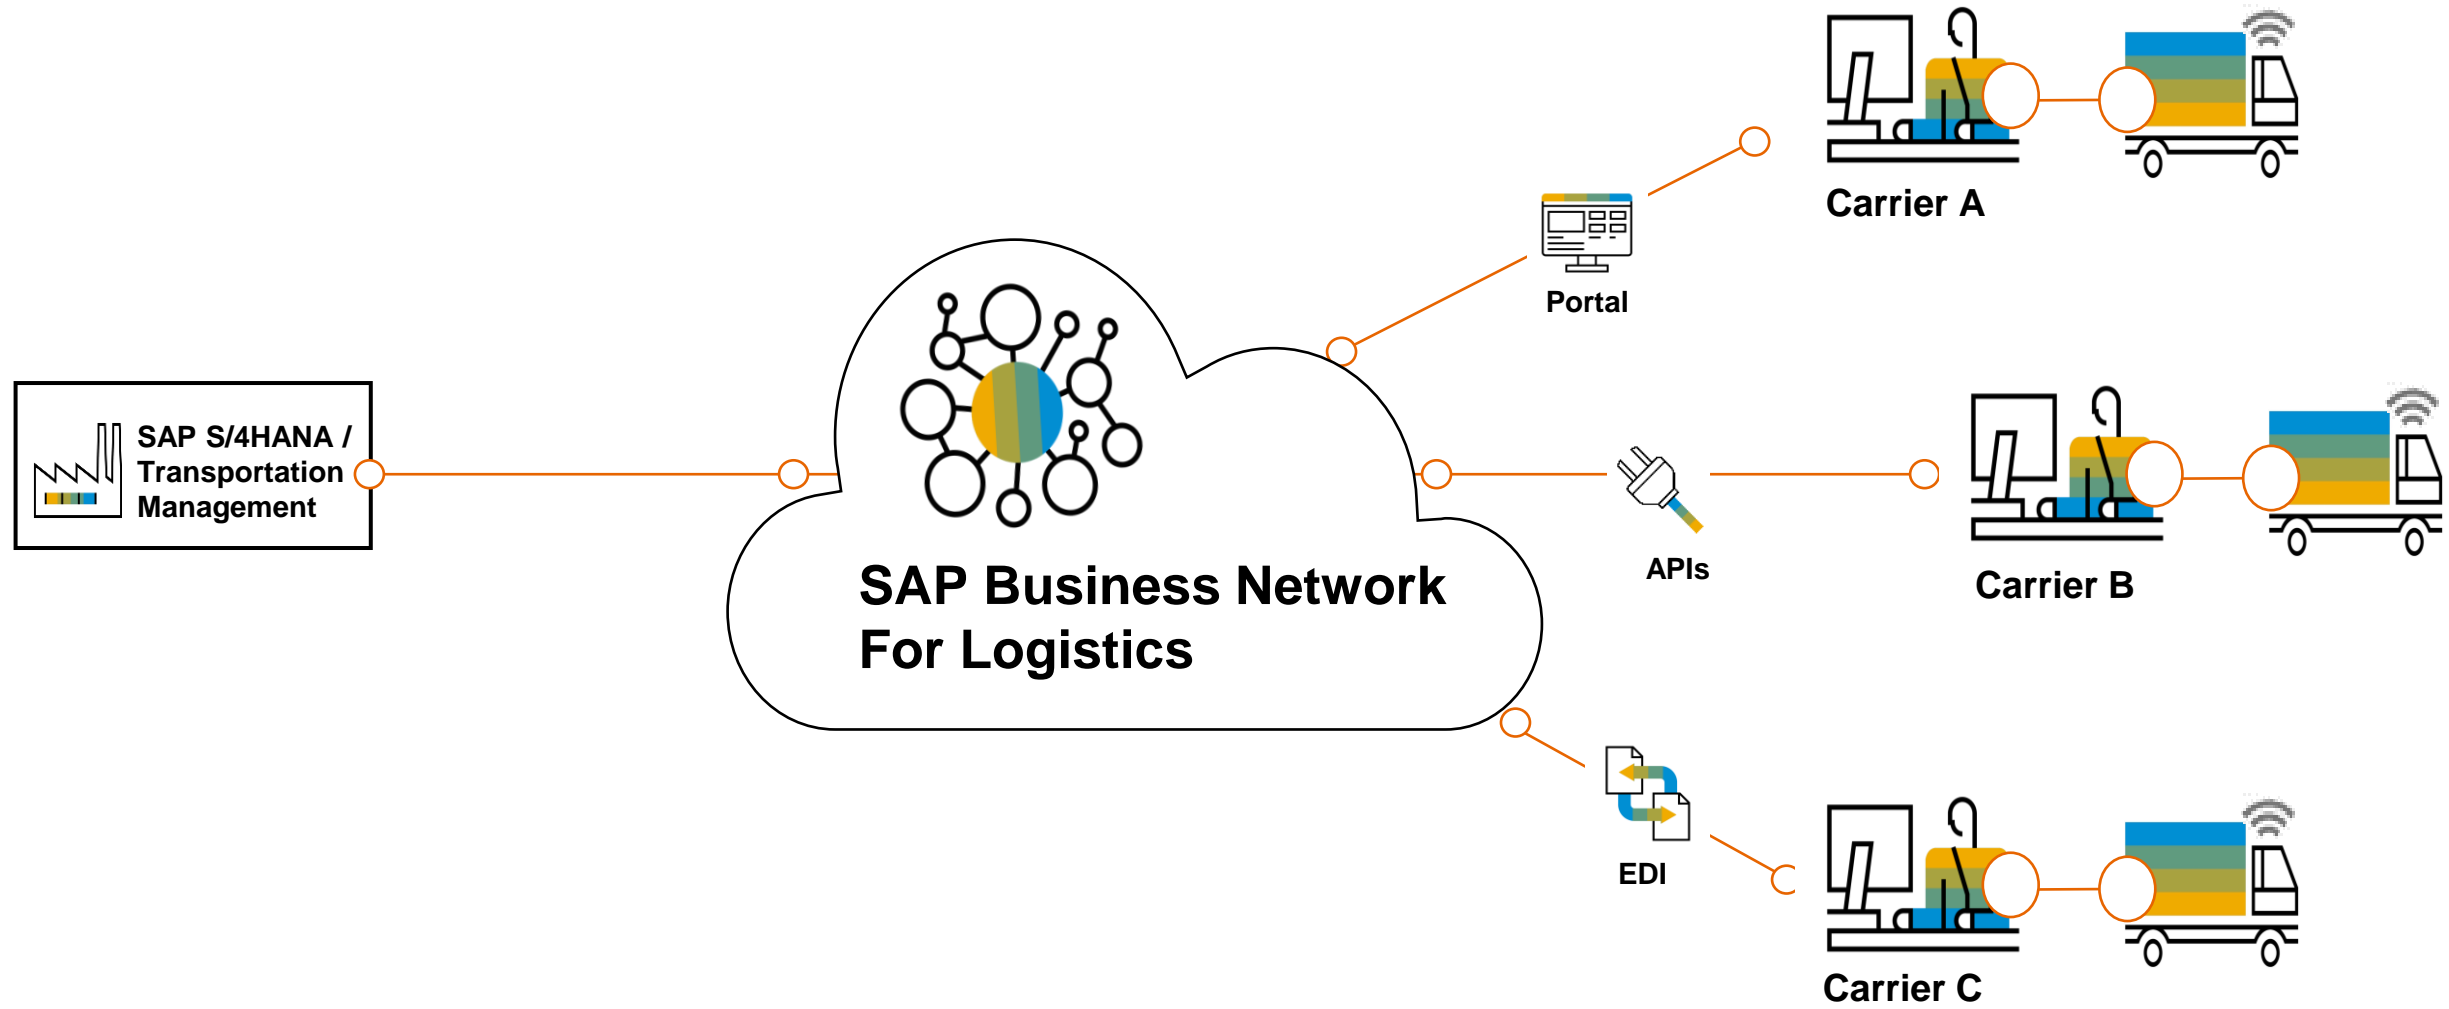 SAP S/4HANA /
Transportation
Management
SAP Business Network
For Logistics
Portal
APIs
EDI
Carrier A
Carrier B
Carrier C